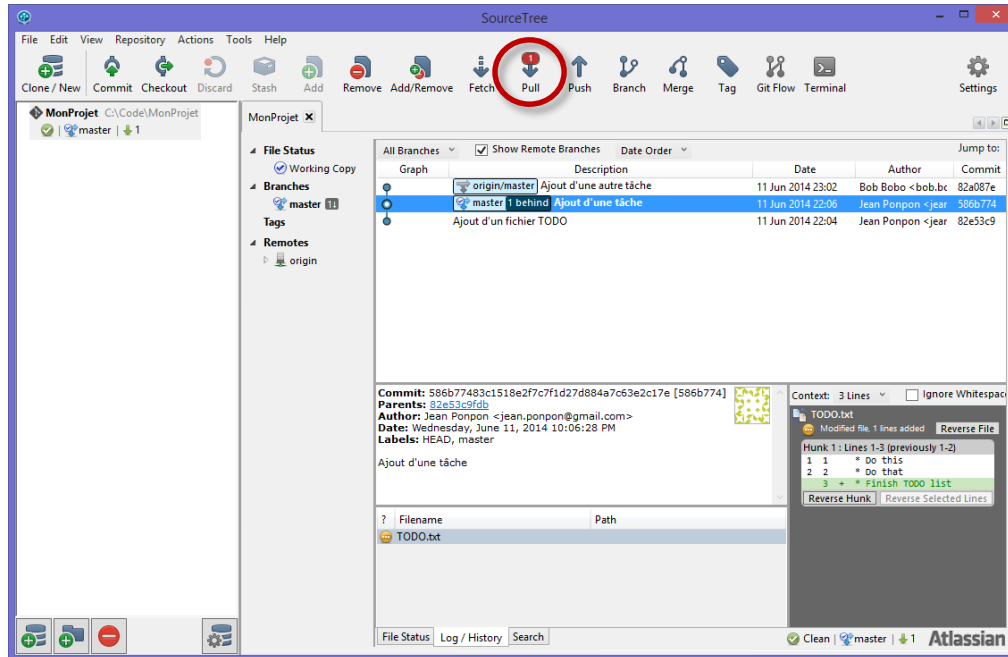 SourceTree
File Edit View Repository Actions Tools Help
Clone / New Commit Checkout Discard Stash Add Remove Add/Remove Fetch Pull Push Branch Merge Tag Git Flow Terminal Settings
1
MonProjet C:\Code\MonProjet
master | 1
MonProjet
File Status
Working Copy
Branches
master
Tags
Remotes
origin
All Branches Show Remote Branches Date Order Jump to:
Graph Description Date Author Commit
origin/master Ajout d'une autre tâche 11 Jun 2014 23:02 Bob Bobo <bob.bc 82a087e
master 1 behind Ajout d'une tâche 11 Jun 2014 22:06 Jean Ponpon <jear 586b774
Ajout d'un fichier TODO 11 Jun 2014 22:04 Jean Ponpon <jear 82e53c9
Commit: 586b77483c1518e2f7c7f1d27d884a7c63e2c17e [586b774]
Parents: 82e53c9fdb
Author: Jean Ponpon <jean.ponpon@gmail.com>
Date: Wednesday, June 11, 2014 10:06:28 PM
Labels: HEAD, master
Ajout d'une tâche
? Filename Path
TODO.txt
Context: 3 Lines Ignore Whitespac
TODO.txt
Modified file, 1 lines added Reverse File
Hunk 1 : Lines 1-3 (previously 1-2)
1 1 * Do this
2 2 * Do that
3 + * Finish TODO list
Reverse Hunk Reverse Selected Lines
File Status Log / History Search
Clean | master | 1 Atlassian